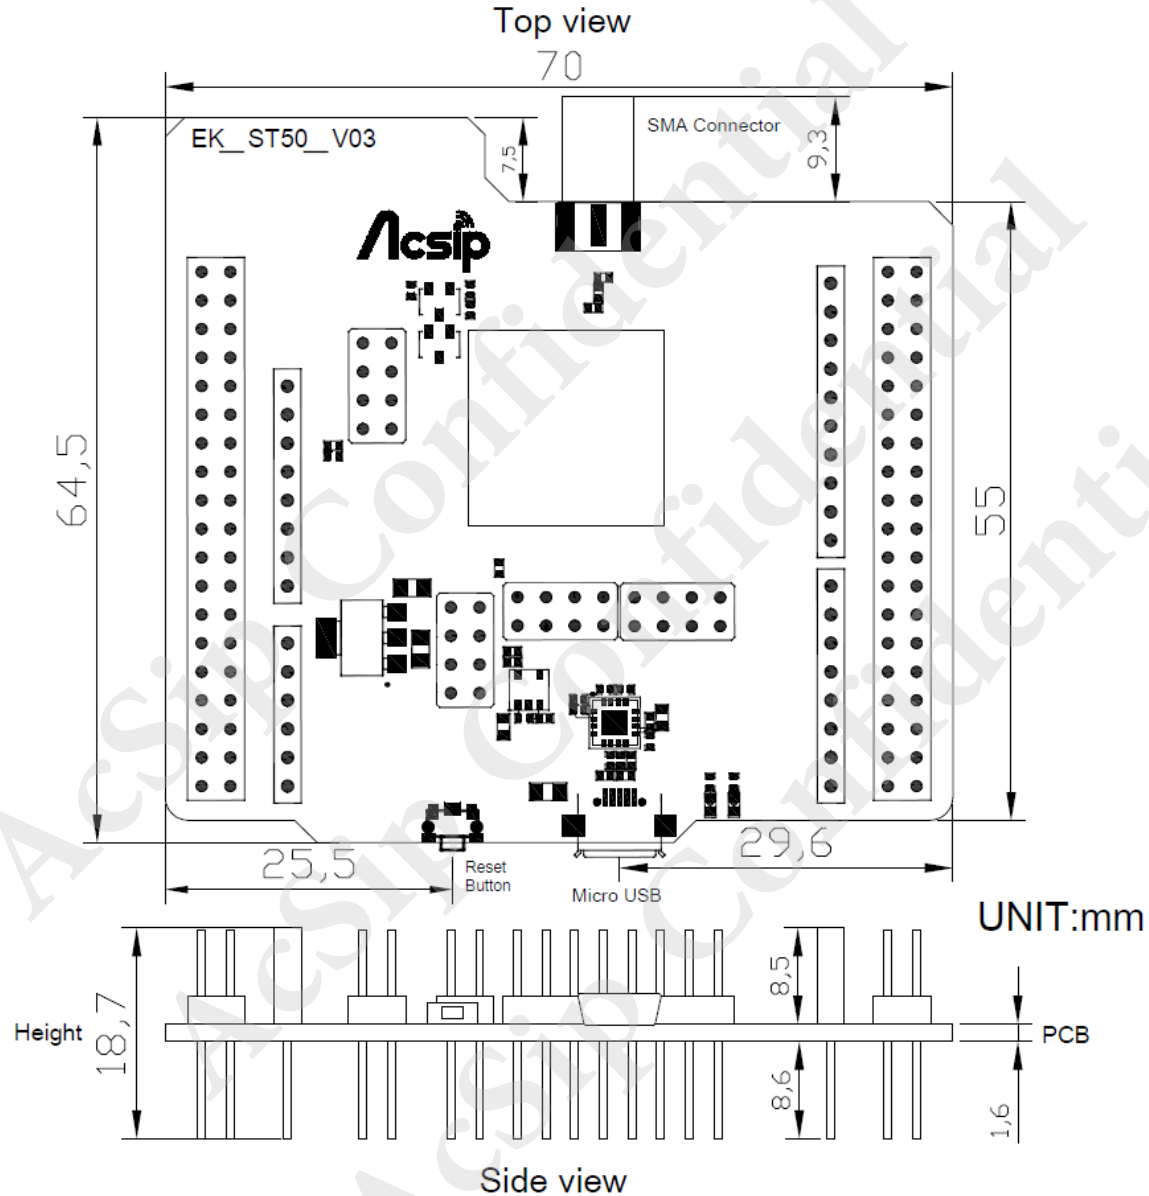 Top view
70
SMA Connector
EK_ST50_V03
7,5
9,3
Acsip
64,5
55
25,5
Reset
Button
Micro USB
29,6
UNIT:mm
18,7
8,5
Height
PCB
8,6
1,6
Side view
AcSip Confidential
AcSip Confidential
AcSip Confidenti